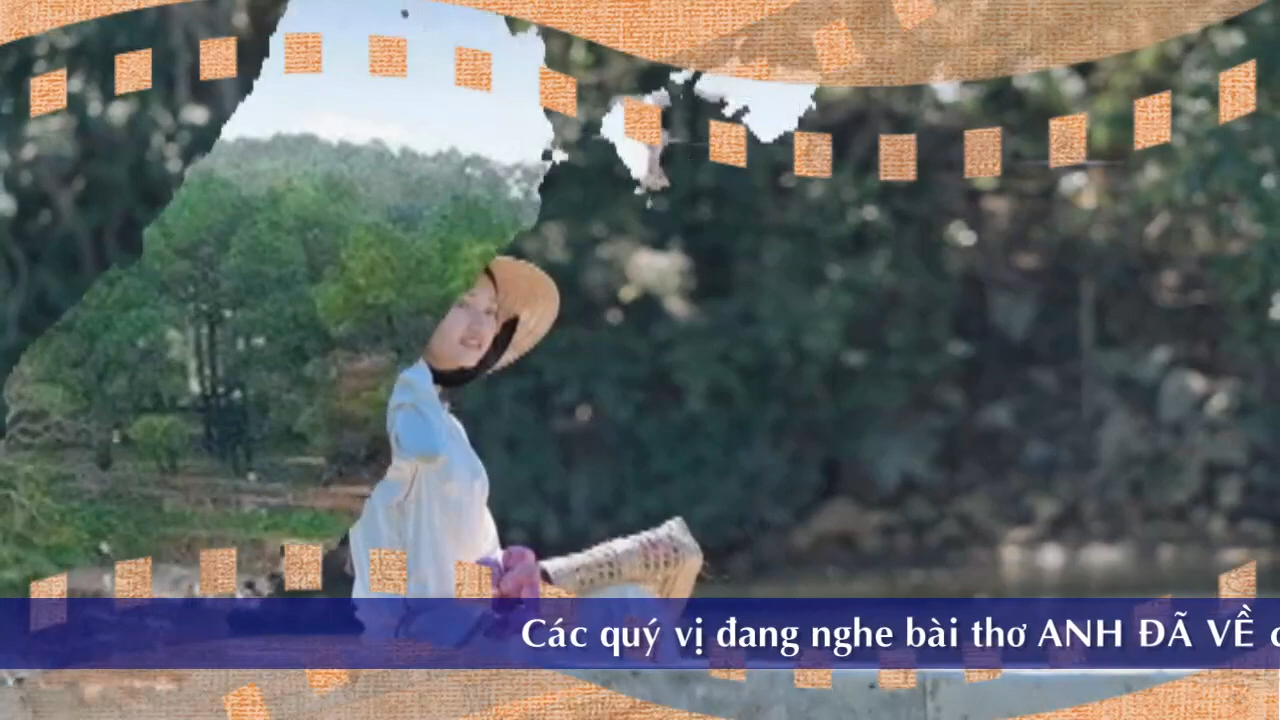 Các quý vị đang nghe bài thơ ANH ĐÃ VỀ